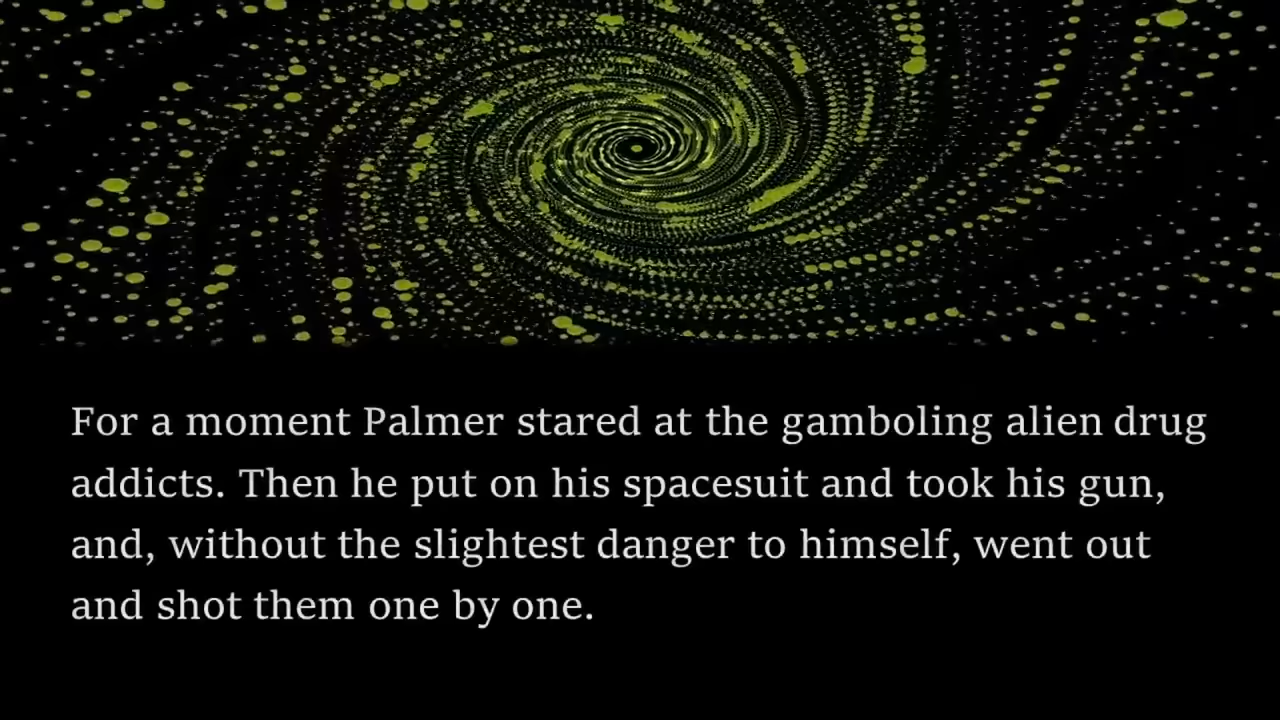 For a moment Palmer stared at the gamboling alien drug
addicts. Then he put on his spacesuit and took his gun,
and, without the slightest danger to himself, went out
and shot them one by one.